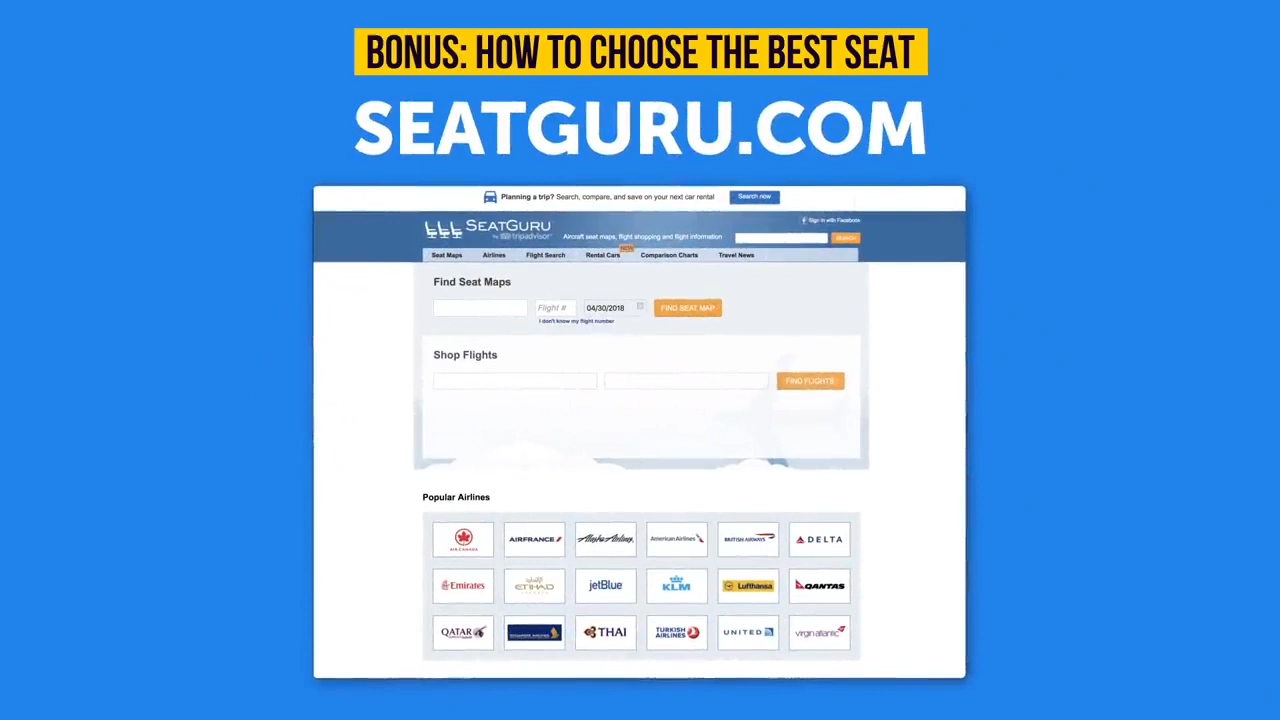 BONUS: HOW TO CHOOSE THE BEST SEAT
SEATGURU.COM
Planning a trip? Search, compare, and save on your next car rental
Search now
Sign in with Facebook
SEATGURU
by tripadvisor
Aircraft seat maps, flight shopping and flight information
SEARCH
NEW
Seat Maps Airlines Flight Search Rental Cars Comparison Charts Travel News
Find Seat Maps
Flight # 04/30/2018 FIND SEAT MAP
I don't know my flight number
Shop Flights
FIND FLIGHTS
Popular Airlines
AIR CANADA AIRFRANCE Alaska Airlines American Airlines BRITISH AIRWAYS DELTA
Emirates ETIHAD jetBlue KLM Lufthansa QANTAS
QATAR SINGAPORE AIRLINES THAI TURKISH AIRLINES UNITED virgin atlantic